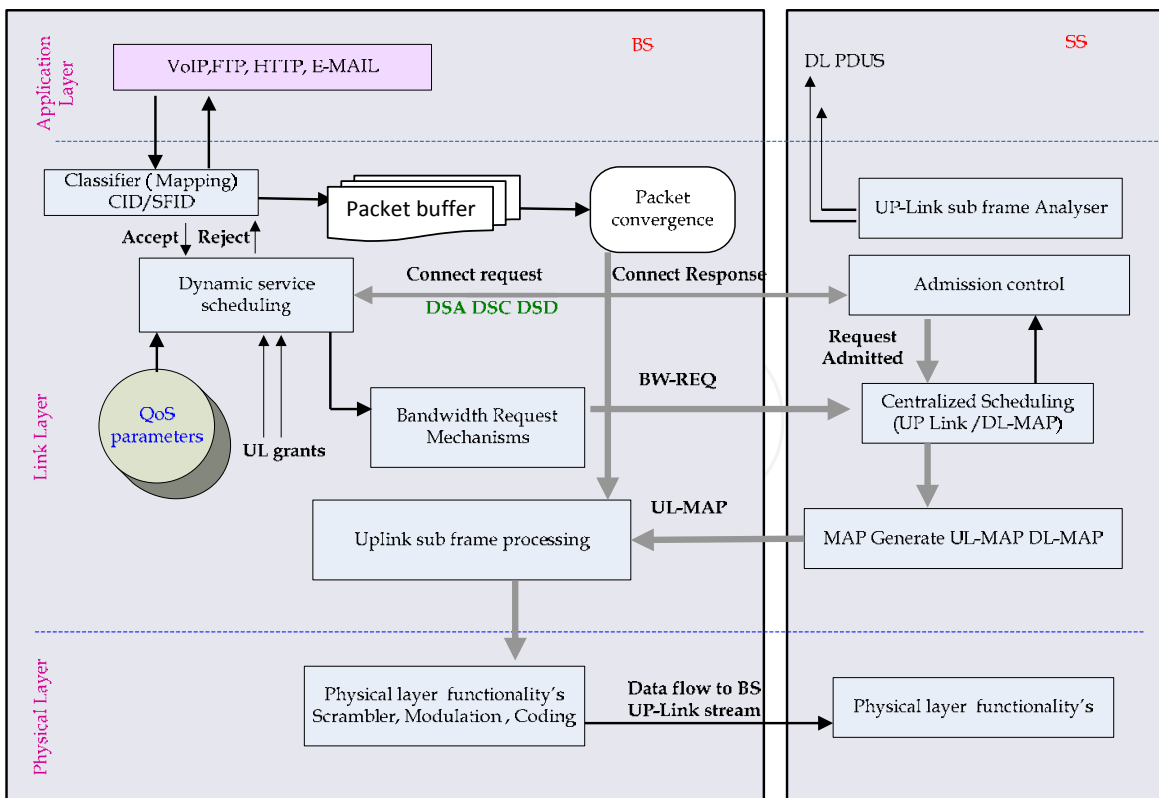 BS
SS
Application
Layer
VoIP,FTP, HTTP, E-MAIL
DL PDUS
Classifier ( Mapping)
CID/SFID
Packet buffer
Packet
convergence
UP-Link sub frame Analyser
Accept
Reject
Dynamic service
scheduling
Connect request
Connect Response
DSA DSC DSD
Admission control
Request
Admitted
Link Layer
QoS
parameters
UL grants
Bandwidth Request
Mechanisms
BW-REQ
Centralized Scheduling
(UP Link /DL-MAP)
Uplink sub frame processing
UL-MAP
MAP Generate UL-MAP DL-MAP
Physical Layer
Physical layer functionality's
Scrambler, Modulation , Coding
Data flow to BS
UP-Link stream
Physical layer functionality's